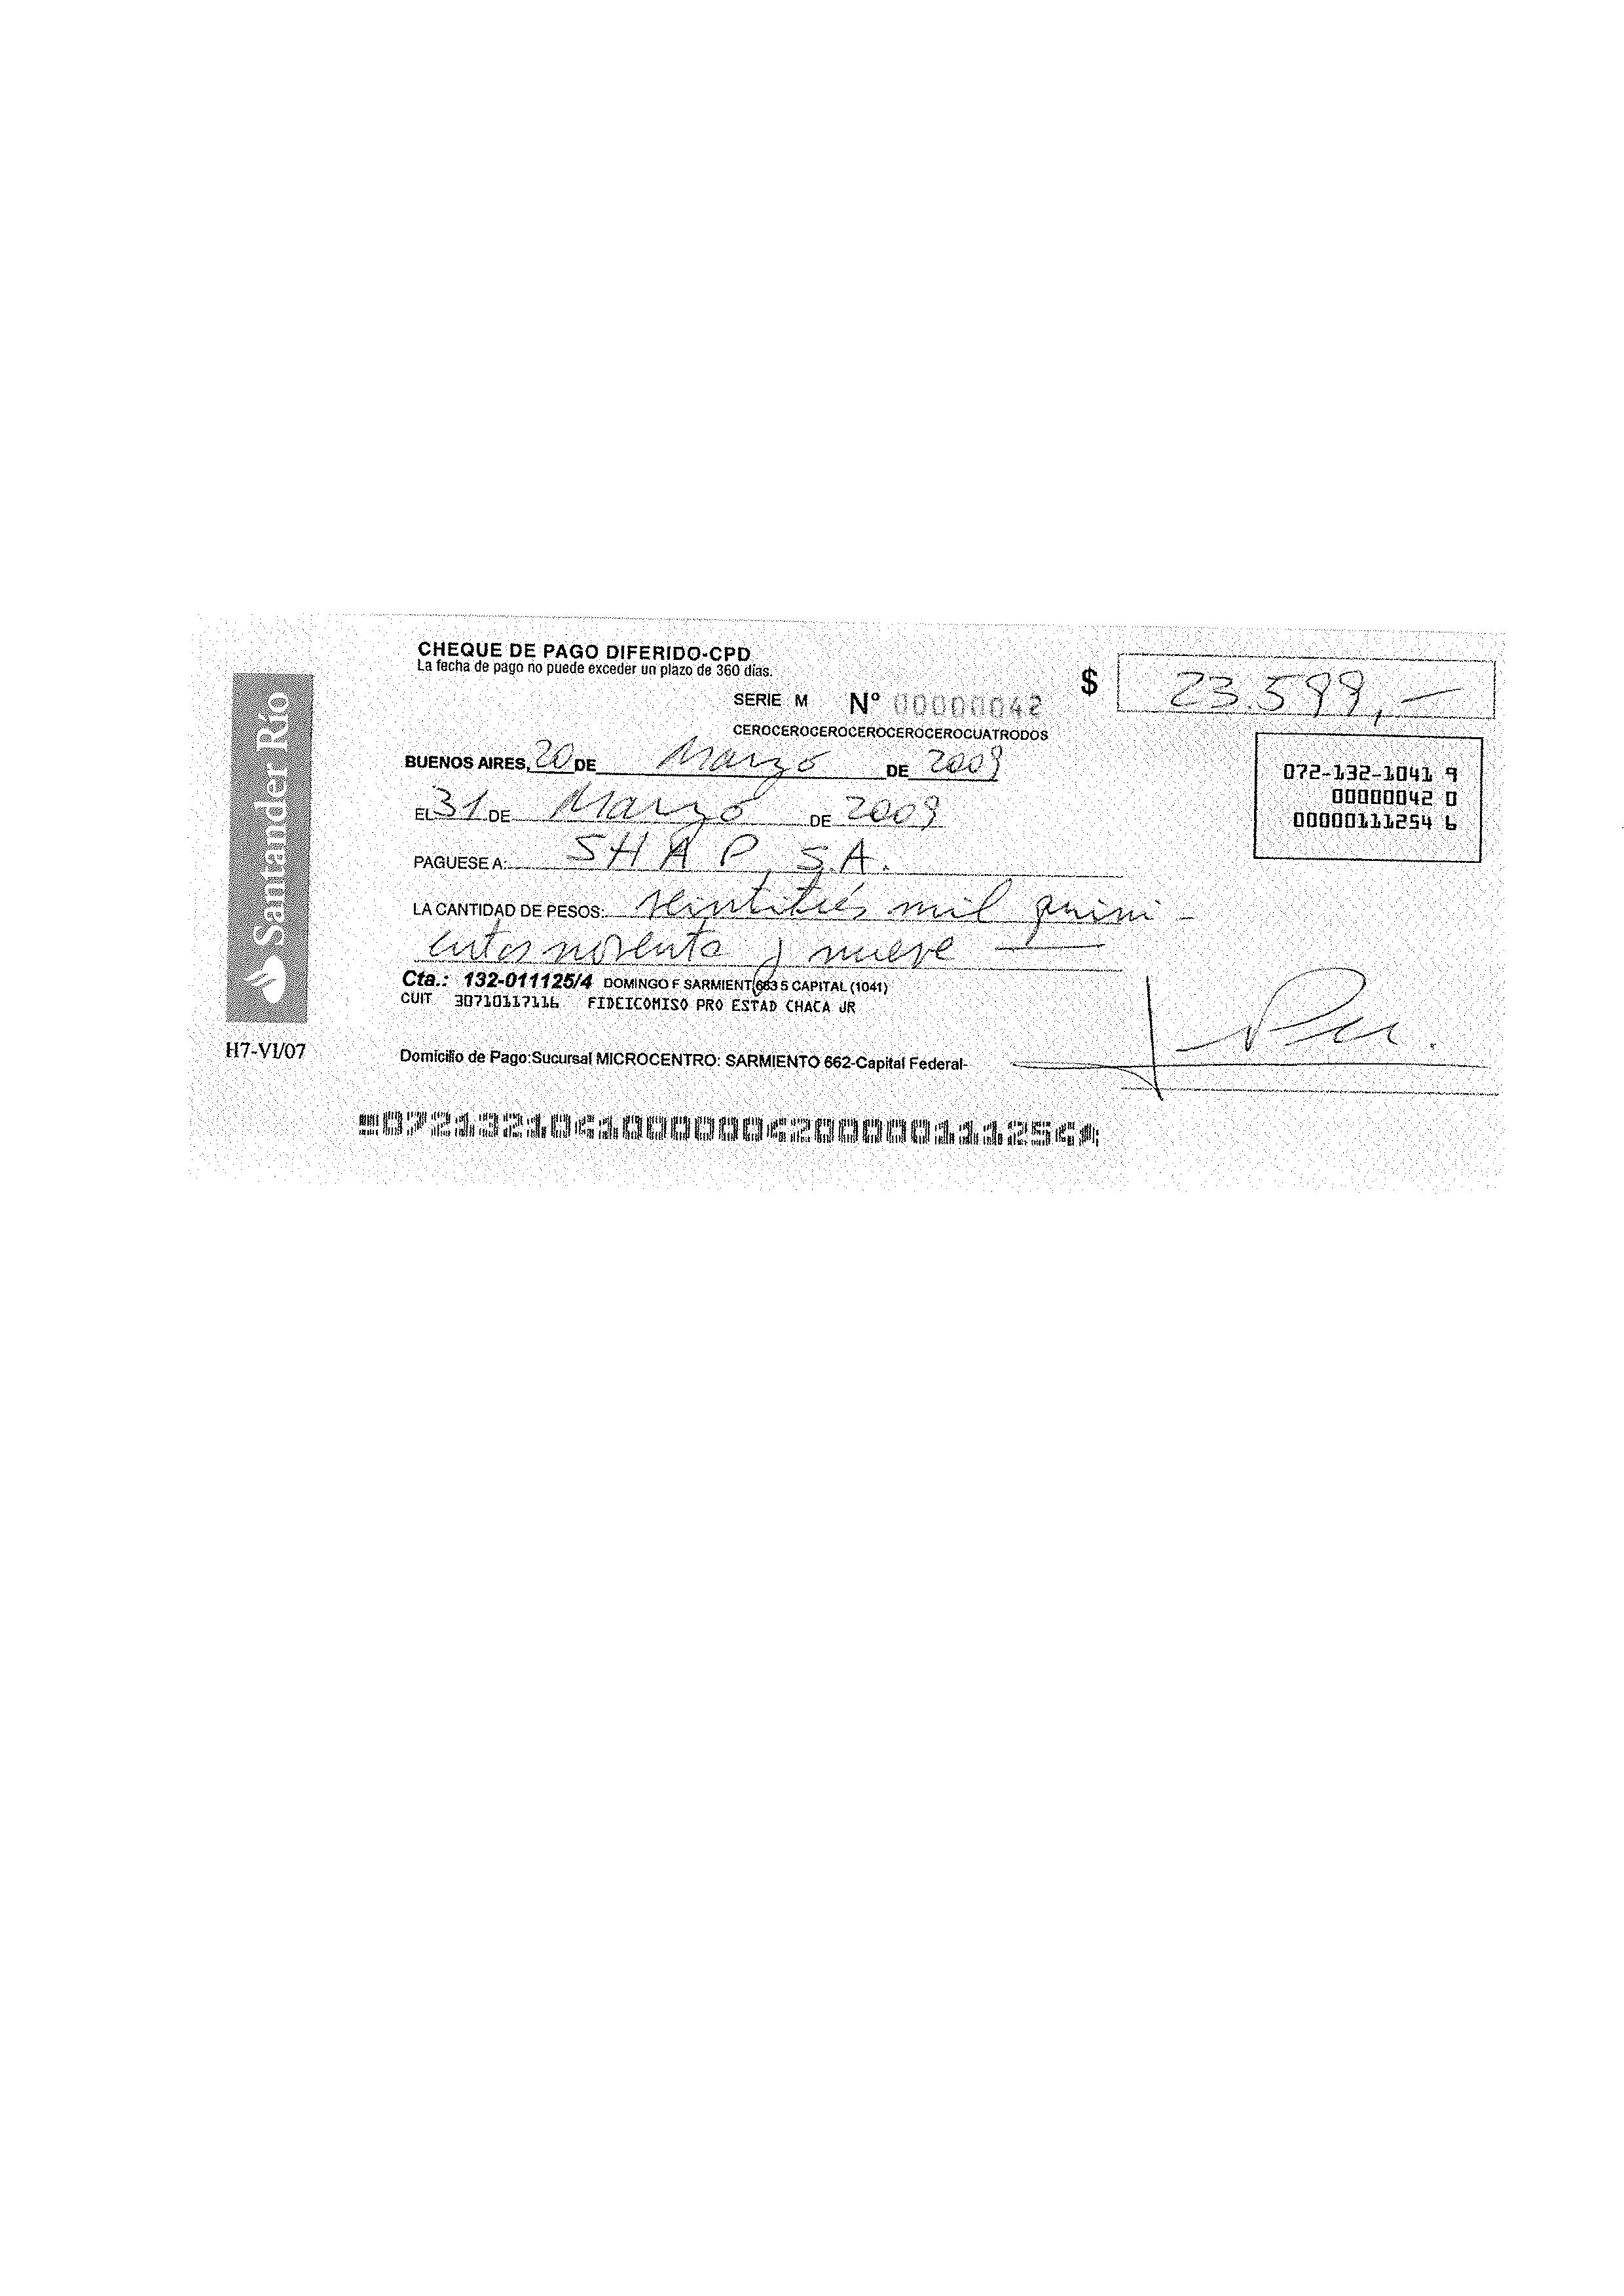 CHEQUE DE PAGO DIFERIDO-CPD
La fecha de pago no puede exceder un plazo de 360 días.
$ 23.599,—
SERIE M Nº 00000042
CEROCEROCEROCEROCEROCEROCUATRODOS
BUENOS AIRES, 20 DE Marzo DE 2009
072-132-1041 9
00000042 0
00000111254 6
EL 31 DE Marzo DE 2009
PAGUESE A: SHAP S.A.
LA CANTIDAD DE PESOS: veintitrés mil quini-
entos noventa y nueve
Cta.: 132-011125/4 DOMINGO F SARMIENT 663 5 CAPITAL (1041)
CUIT 30710117116 FIDEICOMISO PRO ESTAD CHACA JR
Domicilio de Pago:Sucursal MICROCENTRO: SARMIENTO 662-Capital Federal-
Santander Río
H7-VI/07
07213210410000004200000111254